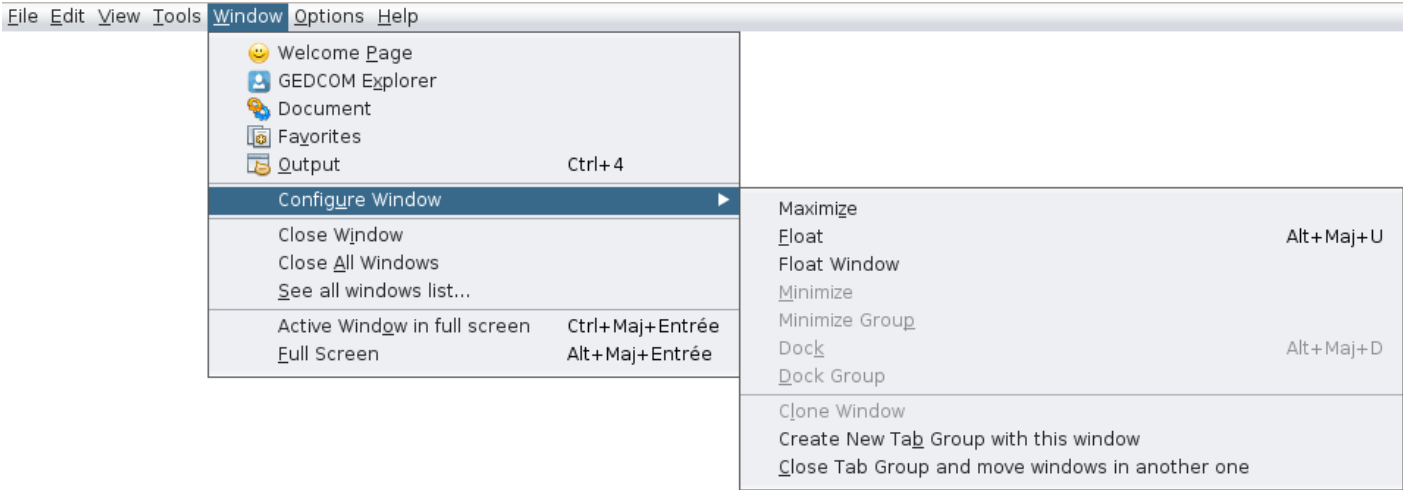 File Edit View Tools Window Options Help
Welcome Page
GEDCOM Explorer
Document
Favorites
Output Ctrl+4
Configure Window
Close Window
Close All Windows
See all windows list...
Active Window in full screen Ctrl+Maj+Entrée
Full Screen Alt+Maj+Entrée
Maximize
Float Alt+Maj+U
Float Window
Minimize
Minimize Group
Dock Alt+Maj+D
Dock Group
Clone Window
Create New Tab Group with this window
Close Tab Group and move windows in another one